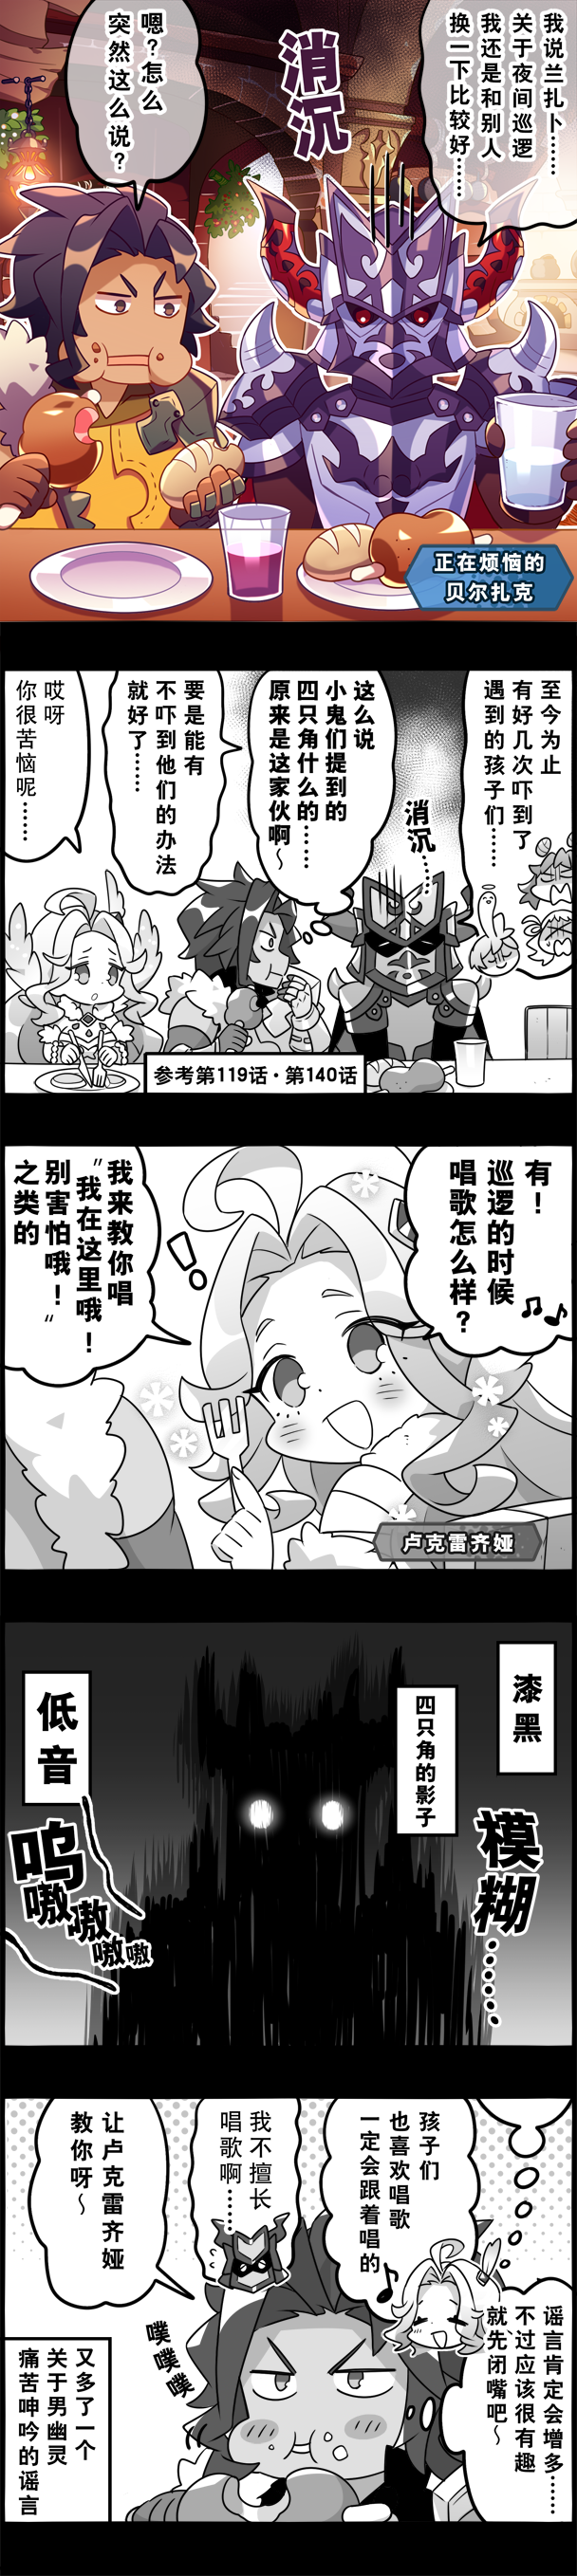 我说兰扎卜……
关于夜间巡逻
我还是和别人
换一下比较好……
消沉
嗯？怎么
突然这么说？
正在烦恼的
贝尔扎克
至今为止
有好几次吓到了
遇到的孩子们……
消沉……
这么说
小鬼们提到的
四只角什么的……
原来是这家伙啊～
要是能有
不吓到他们的办法
就好了……
哎呀
你很苦恼呢……
参考第119话·第140话
有！
巡逻的时候
唱歌怎么样？
我来教你唱
“我在这里哦！
别害怕哦！”
之类的
卢克雷齐娅
漆黑
四只角的影子
模糊……
低音
呜嗷嗷嗷嗷
孩子们
也喜欢唱歌
一定会跟着唱的
我不擅长
唱歌啊……
让卢克雷齐娅
教你呀～
谣言肯定会增多……
不过应该很有趣
就先闭嘴吧～
噗噗噗
又多了一个
关于男幽灵
痛苦呻吟的谣言